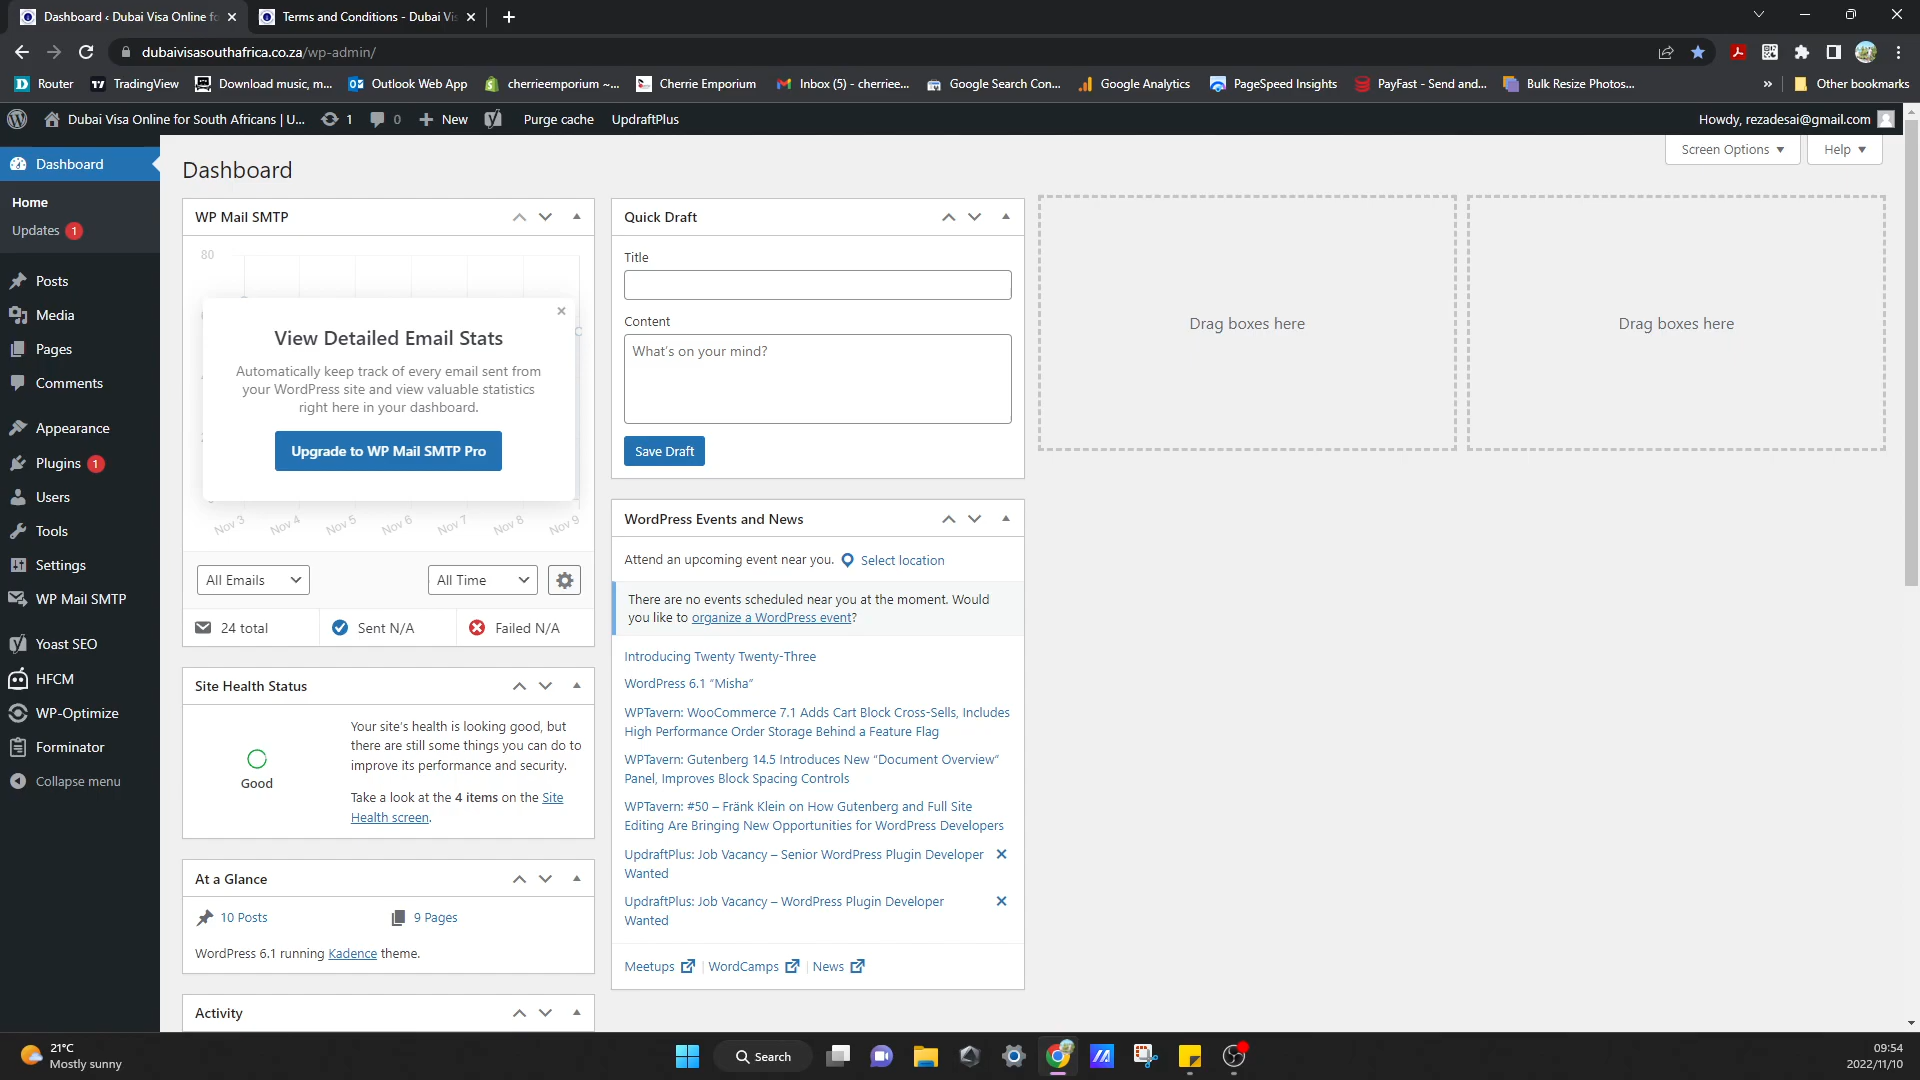 Dashboard ‹ Dubai Visa Online fo
Terms and Conditions - Dubai Vis
dubaivisasouthafrica.co.za/wp-admin/
Router
TradingView
Download music, m...
Outlook Web App
cherrieemporium ~...
Cherrie Emporium
Inbox (5) - cherriee...
Google Search Con...
Google Analytics
PageSpeed Insights
PayFast - Send and...
Bulk Resize Photos...
»
Other bookmarks
Dubai Visa Online for South Africans | U...
1
0
New
Purge cache
UpdraftPlus
Howdy, rezadesai@gmail.com
Dashboard
Home
Updates 1
Posts
Media
Pages
Comments
Appearance
Plugins 1
Users
Tools
Settings
WP Mail SMTP
Yoast SEO
HFCM
WP-Optimize
Forminator
Collapse menu
Screen Options
Help
Dashboard
WP Mail SMTP
80
View Detailed Email Stats
Automatically keep track of every email sent from
your WordPress site and view valuable statistics
right here in your dashboard.
Upgrade to WP Mail SMTP Pro
Nov 3
Nov 4
Nov 5
Nov 6
Nov 7
Nov 8
Nov 9
All Emails
All Time
24 total
Sent N/A
Failed N/A
Site Health Status
Good
Your site's health is looking good, but
there are still some things you can do to
improve its performance and security.
Take a look at the 4 items on the Site
Health screen.
At a Glance
10 Posts
9 Pages
WordPress 6.1 running Kadence theme.
Activity
Quick Draft
Title
Content
What's on your mind?
Save Draft
WordPress Events and News
Attend an upcoming event near you.
Select location
There are no events scheduled near you at the moment. Would
you like to organize a WordPress event?
Introducing Twenty Twenty-Three
WordPress 6.1 “Misha”
WPTavern: WooCommerce 7.1 Adds Cart Block Cross-Sells, Includes
High Performance Order Storage Behind a Feature Flag
WPTavern: Gutenberg 14.5 Introduces New “Document Overview”
Panel, Improves Block Spacing Controls
WPTavern: #50 – Fränk Klein on How Gutenberg and Full Site
Editing Are Bringing New Opportunities for WordPress Developers
UpdraftPlus: Job Vacancy – Senior WordPress Plugin Developer
Wanted
UpdraftPlus: Job Vacancy – WordPress Plugin Developer
Wanted
Meetups
WordCamps
News
Drag boxes here
Drag boxes here
21°C
Mostly sunny
Search
09:54
2022/11/10